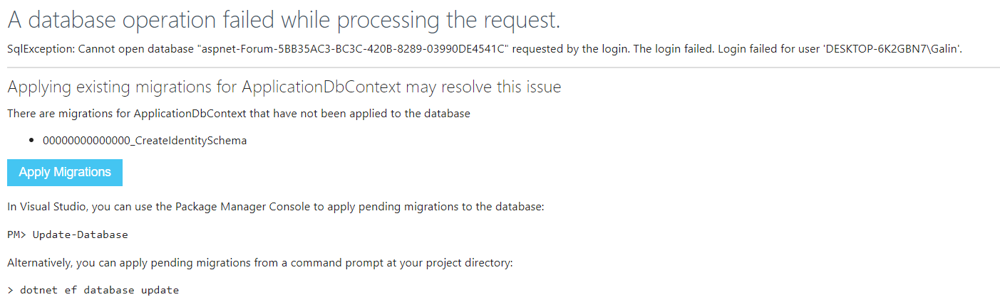 A database operation failed while processing the request.
SqlException: Cannot open database "aspnet-Forum-5BB35AC3-BC3C-420B-8289-03990DE4541C" requested by the login. The login failed. Login failed for user 'DESKTOP-6K2GBN7\Galin'.
Applying existing migrations for ApplicationDbContext may resolve this issue
There are migrations for ApplicationDbContext that have not been applied to the database
• 00000000000000_CreateIdentitySchema
Apply Migrations
In Visual Studio, you can use the Package Manager Console to apply pending migrations to the database:
PM> Update-Database
Alternatively, you can apply pending migrations from a command prompt at your project directory:
> dotnet ef database update